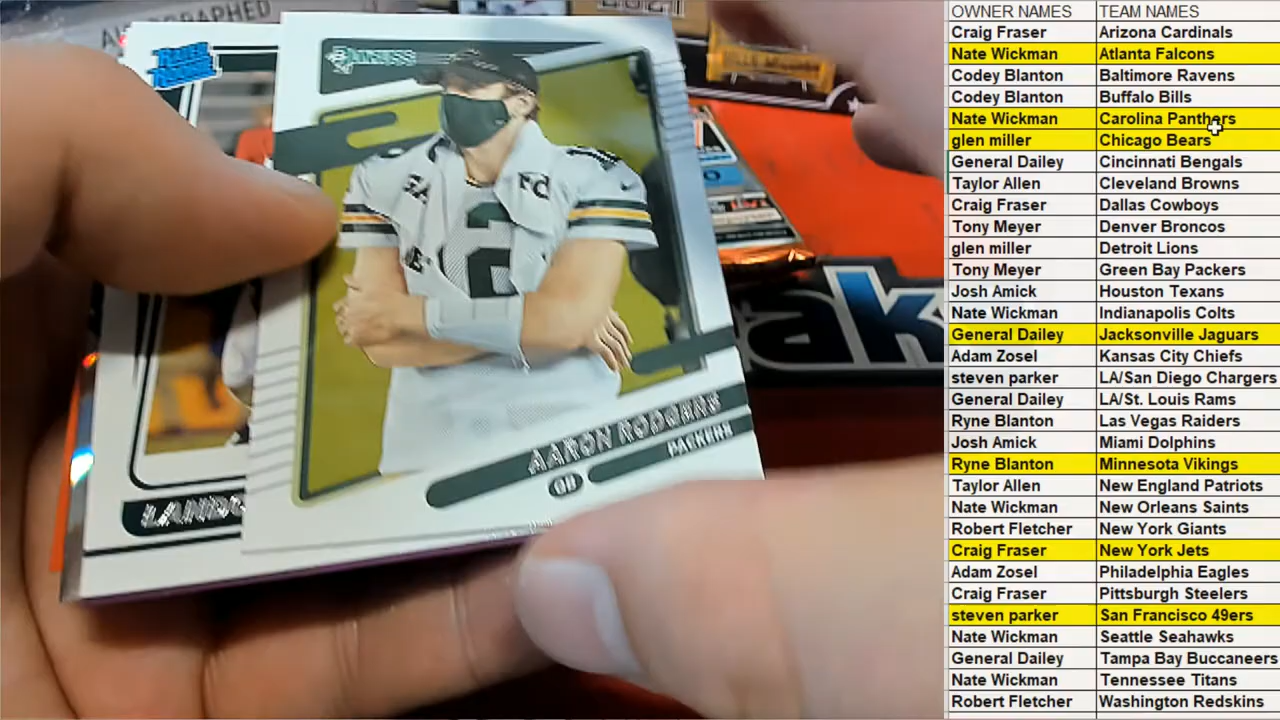 AUTOGRAPHED
RATED
ROOKIE
DONRUSS
2
AARON RODGERS
QB
PACKERS
OWNER NAMES TEAM NAMES
Craig Fraser Arizona Cardinals
Nate Wickman Atlanta Falcons
Codey Blanton Baltimore Ravens
Codey Blanton Buffalo Bills
Nate Wickman Carolina Panthers
glen miller Chicago Bears
General Dailey Cincinnati Bengals
Taylor Allen Cleveland Browns
Craig Fraser Dallas Cowboys
Tony Meyer Denver Broncos
glen miller Detroit Lions
Tony Meyer Green Bay Packers
Josh Amick Houston Texans
Nate Wickman Indianapolis Colts
General Dailey Jacksonville Jaguars
Adam Zosel Kansas City Chiefs
steven parker LA/San Diego Chargers
General Dailey LA/St. Louis Rams
Ryne Blanton Las Vegas Raiders
Josh Amick Miami Dolphins
Ryne Blanton Minnesota Vikings
Taylor Allen New England Patriots
Nate Wickman New Orleans Saints
Robert Fletcher New York Giants
Craig Fraser New York Jets
Adam Zosel Philadelphia Eagles
Craig Fraser Pittsburgh Steelers
steven parker San Francisco 49ers
Nate Wickman Seattle Seahawks
General Dailey Tampa Bay Buccaneers
Nate Wickman Tennessee Titans
Robert Fletcher Washington Redskins